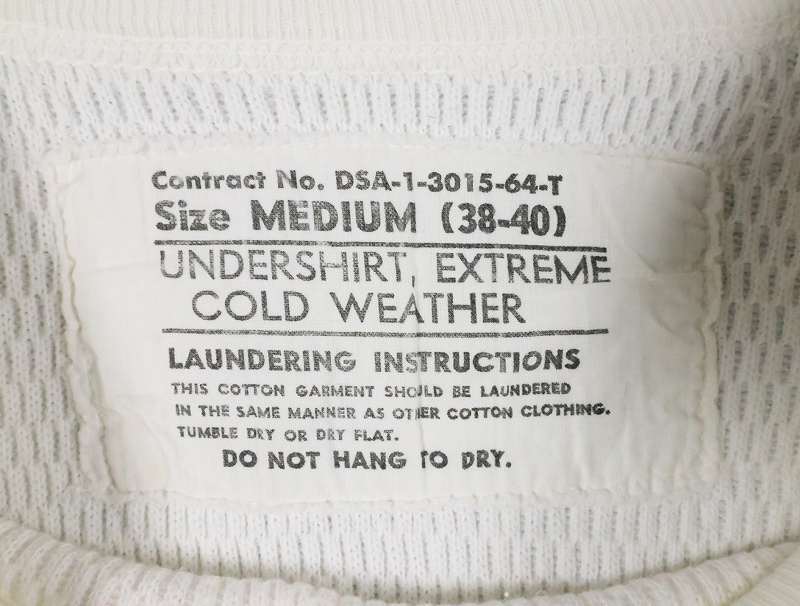 Contract No. DSA-1-3015-64-T
Size MEDIUM (38-40)
UNDERSHIRT, EXTREME
COLD WEATHER
LAUNDERING INSTRUCTIONS
THIS COTTON GARMENT SHOULD BE LAUNDERED
IN THE SAME MANNER AS OTHER COTTON CLOTHING.
TUMBLE DRY OR DRY FLAT.
DO NOT HANG TO DRY.